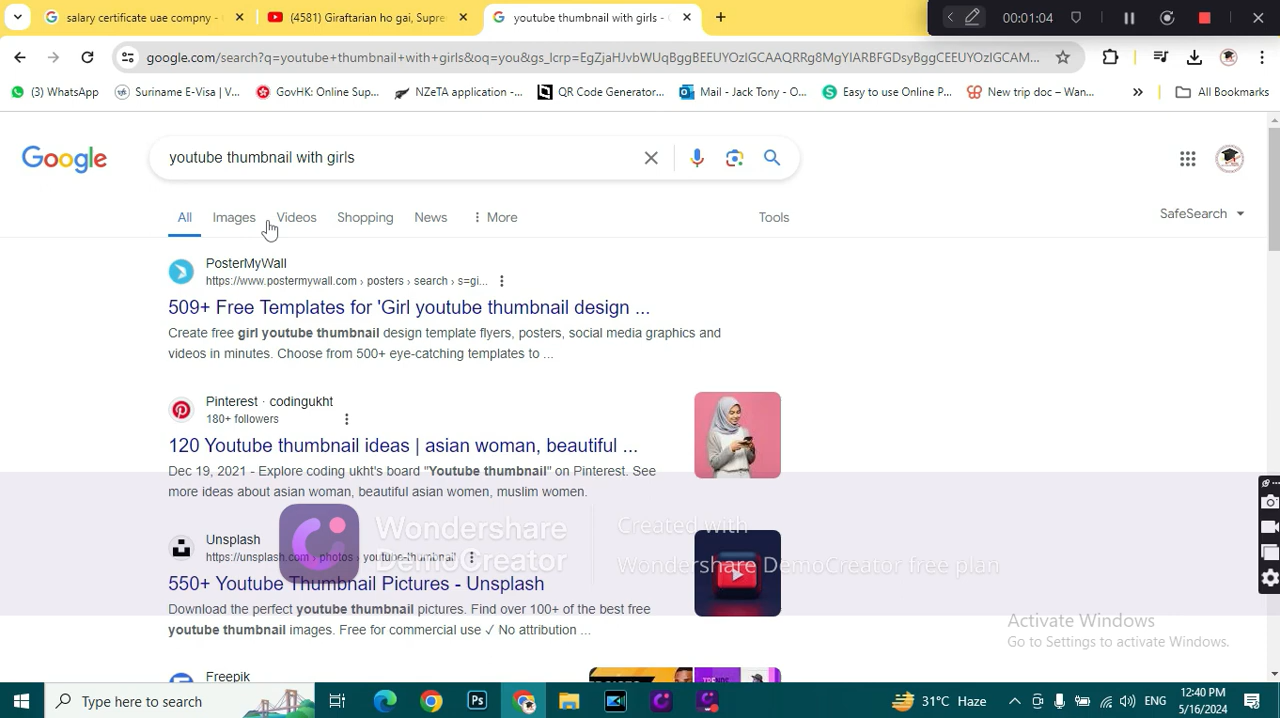 salary certificate uae compny -
(4581) Giraftarian ho gai, Supre
youtube thumbnail with girls -
00:01:04
google.com/search?q=youtube+thumbnail+with+girls&oq=you&gs_lcrp=EgZjaHJvbWUqBggBEEUYOzIGCAAQRRg8MgYIARBFGDsyBggCEEUYOzIGCAM...
(3) WhatsApp
Suriname E-Visa | V...
GovHK: Online Sup...
NZeTA application -...
QR Code Generator...
Mail - Jack Tony - O...
Easy to use Online P...
New trip doc – Wan...
»
All Bookmarks
Google
youtube thumbnail with girls
All
Images
Videos
Shopping
News
More
Tools
SafeSearch
PosterMyWall
https://www.postermywall.com › posters › search › s=gi...
509+ Free Templates for 'Girl youtube thumbnail design ...
Create free girl youtube thumbnail design template flyers, posters, social media graphics and
videos in minutes. Choose from 500+ eye-catching templates to ...
Pinterest · codingukht
180+ followers
120 Youtube thumbnail ideas | asian woman, beautiful ...
Dec 19, 2021 - Explore coding ukht's board "Youtube thumbnail" on Pinterest. See
more ideas about asian woman, beautiful asian women, muslim women.
Wondershare
DemoCreator
Created with
Wondershare DemoCreator free plan
Unsplash
https://unsplash.com › photos › youtube-thumbnail
550+ Youtube Thumbnail Pictures - Unsplash
Download the perfect youtube thumbnail pictures. Find over 100+ of the best free
youtube thumbnail images. Free for commercial use ✓ No attribution ...
Freepik
TRENDS
Activate Windows
Go to Settings to activate Windows.
Type here to search
Ps
31°C Haze
ENG
12:40 PM
5/16/2024